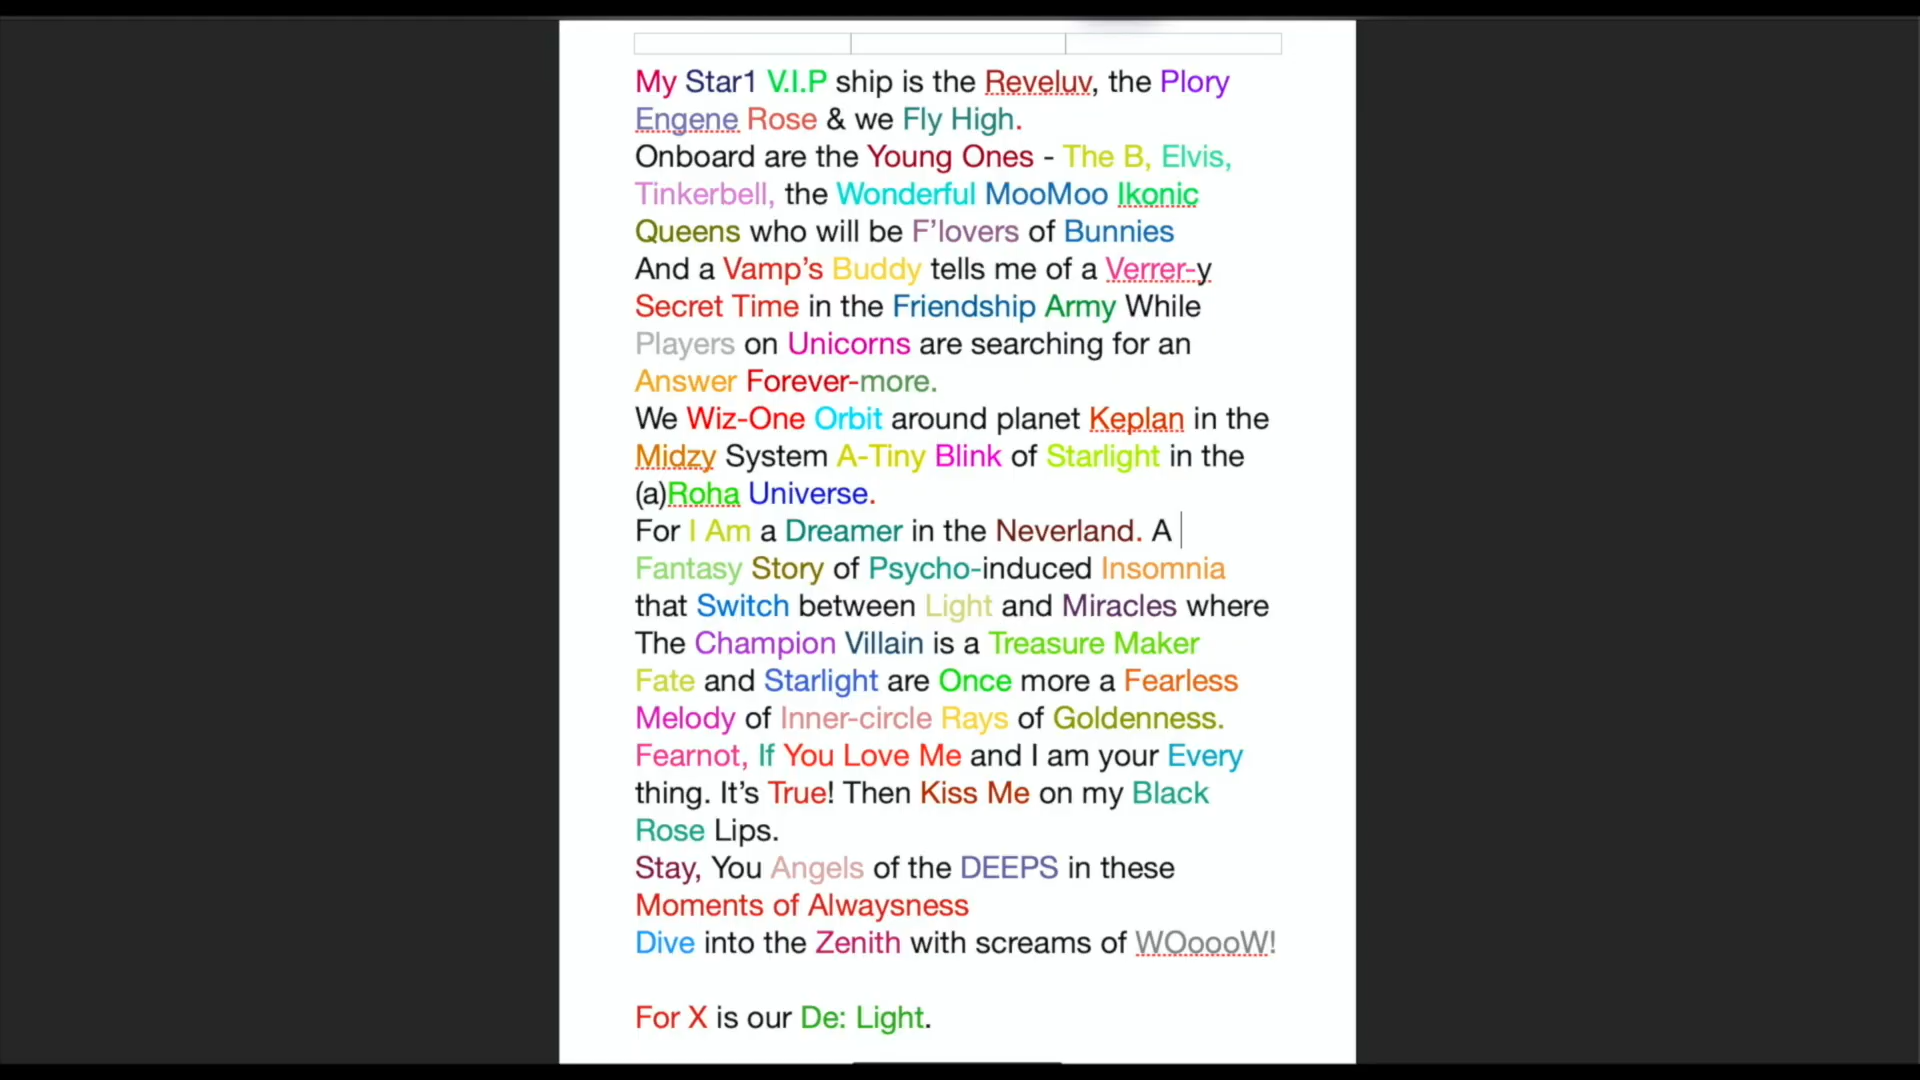 My Star1 V.I.P ship is the Reveluv, the Plory
Engene Rose & we Fly High.
Onboard are the Young Ones - The B, Elvis,
Tinkerbell, the Wonderful MooMoo Ikonic
Queens who will be F’lovers of Bunnies
And a Vamp’s Buddy tells me of a Verrer-y
Secret Time in the Friendship Army While
Players on Unicorns are searching for an
Answer Forever-more.
We Wiz-One Orbit around planet Keplan in the
Midzy System A-Tiny Blink of Starlight in the
(a)Roha Universe.
For I Am a Dreamer in the Neverland. A
Fantasy Story of Psycho-induced Insomnia
that Switch between Light and Miracles where
The Champion Villain is a Treasure Maker
Fate and Starlight are Once more a Fearless
Melody of Inner-circle Rays of Goldenness.
Fearnot, If You Love Me and I am your Every
thing. It’s True! Then Kiss Me on my Black
Rose Lips.
Stay, You Angels of the DEEPS in these
Moments of Alwaysness
Dive into the Zenith with screams of WOoooW!
For X is our De: Light.